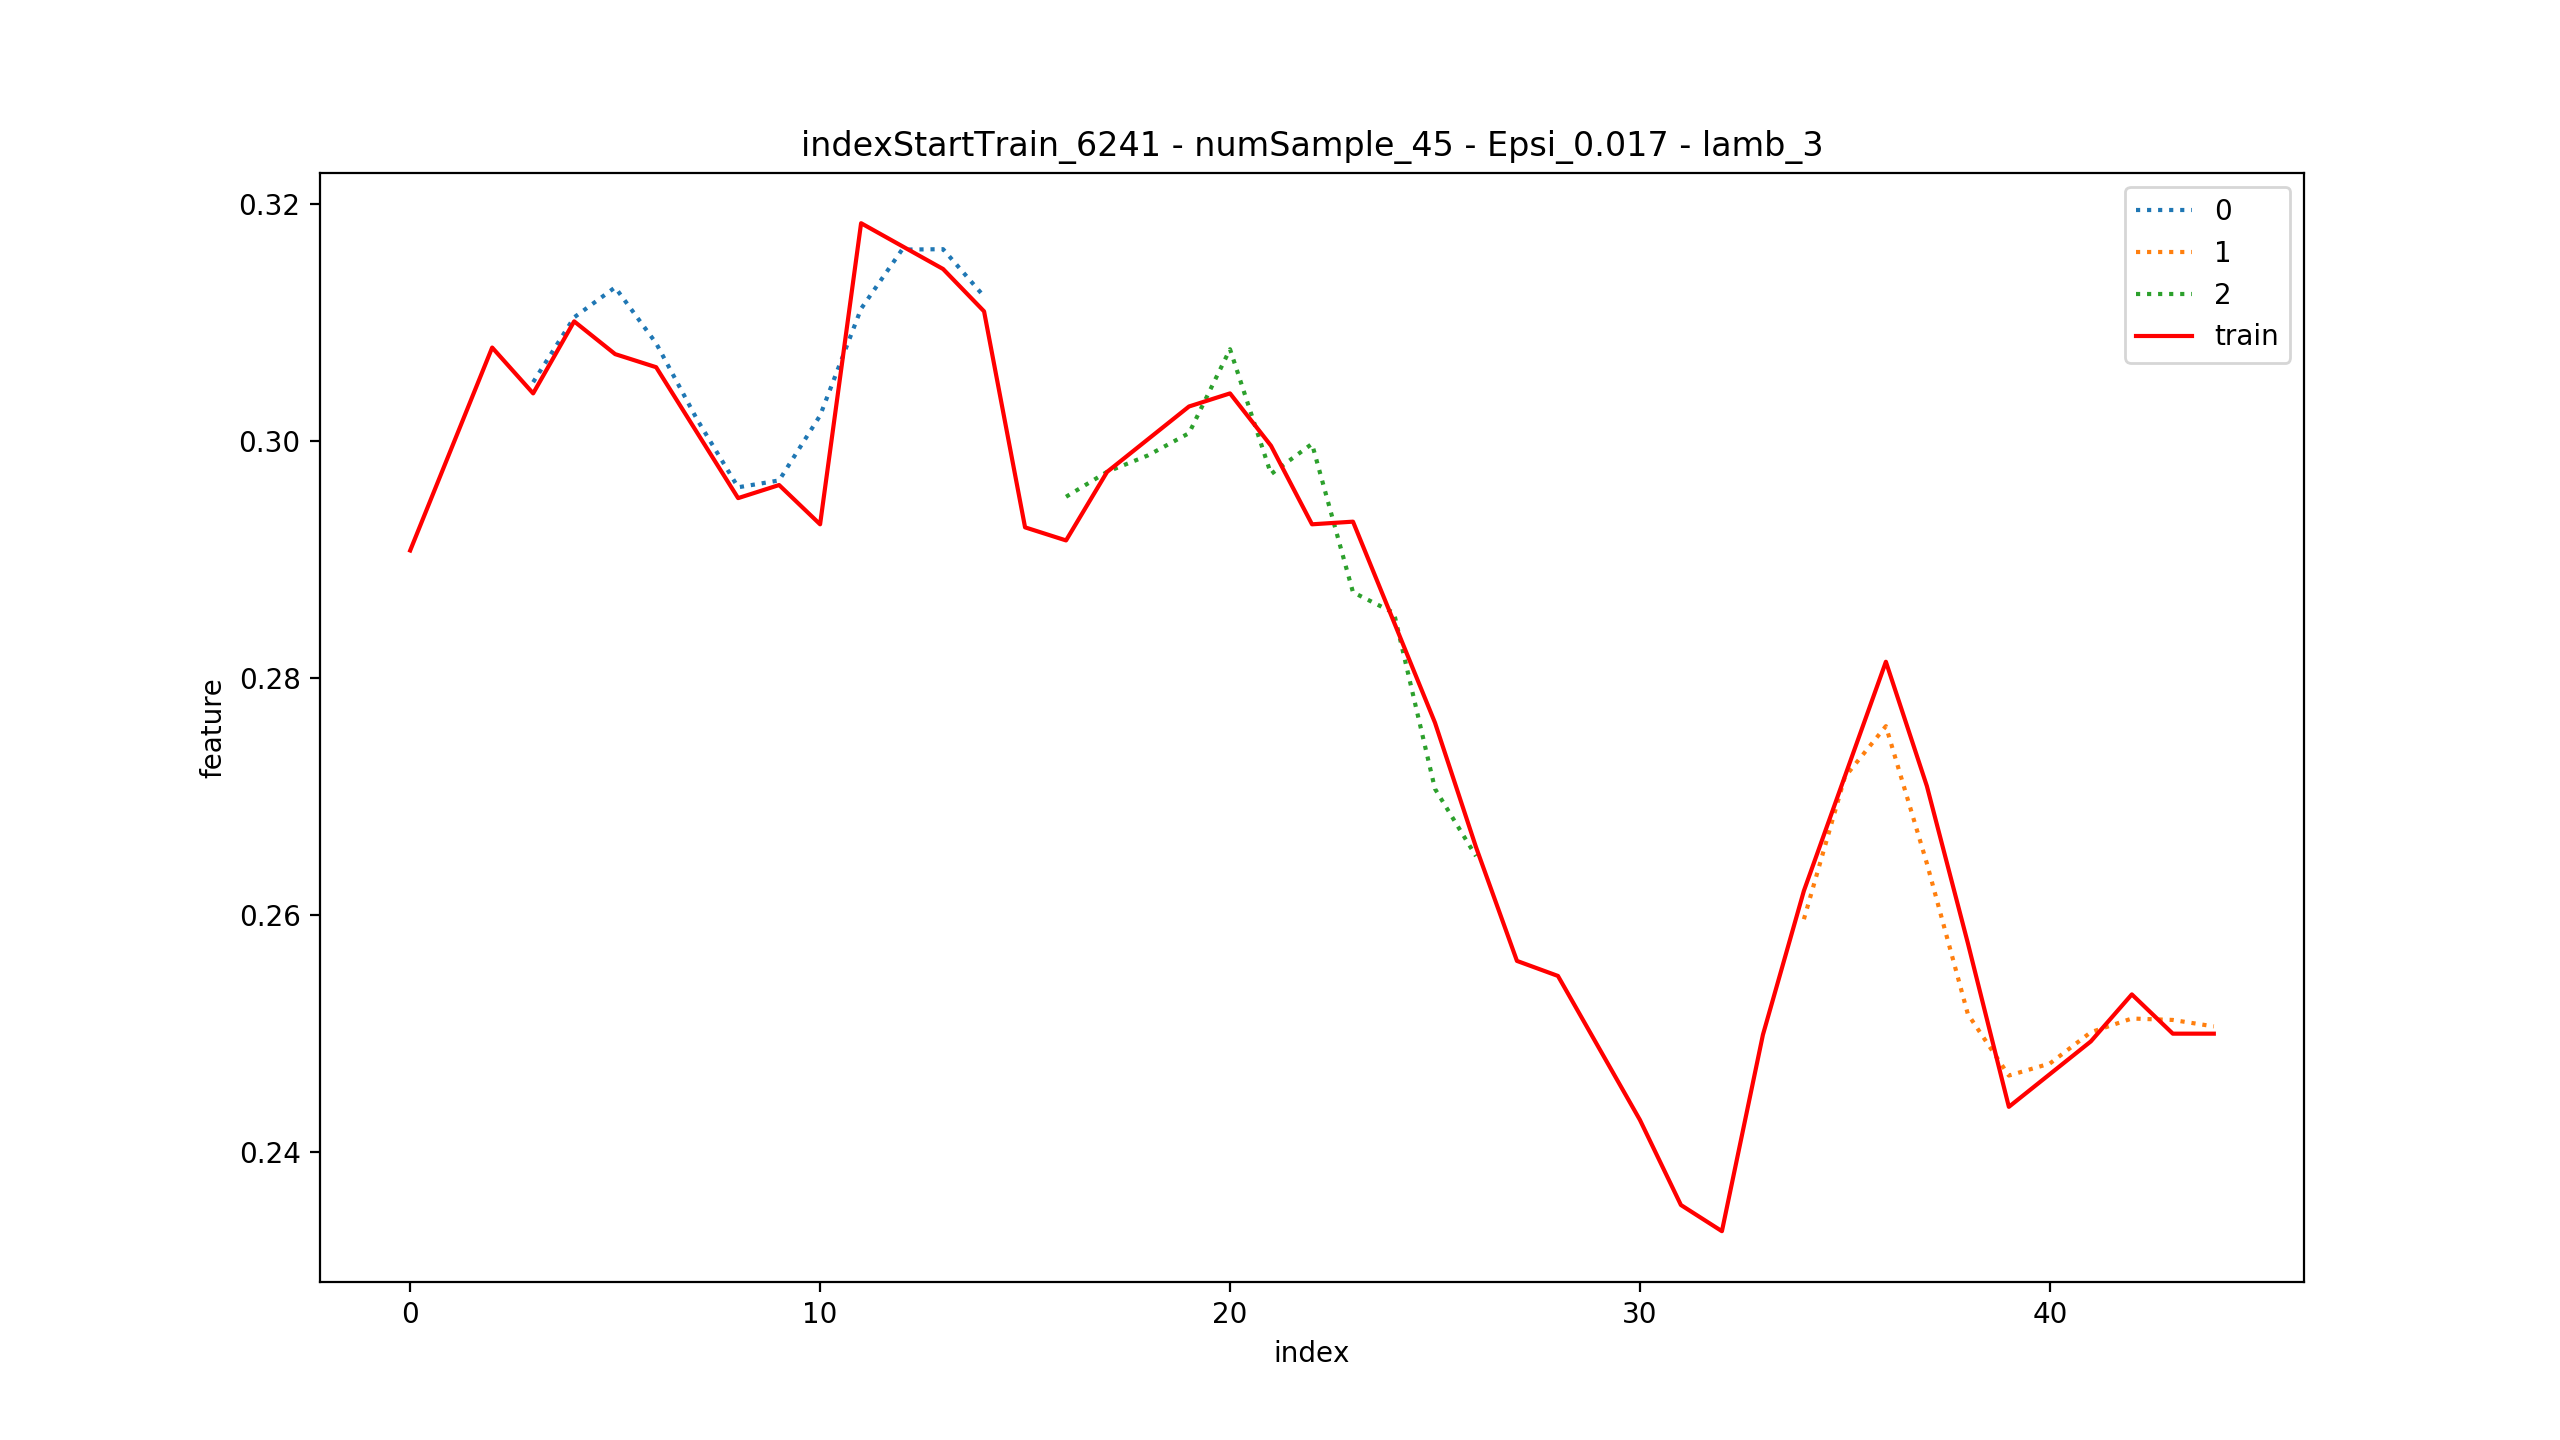 indexStartTrain_6241 - numSample_45 - Epsi_0.017 - lamb_3
0.32
0.30
0.28
0.26
0.24
feature
0
1
2
train
0 10 20 30 40
index